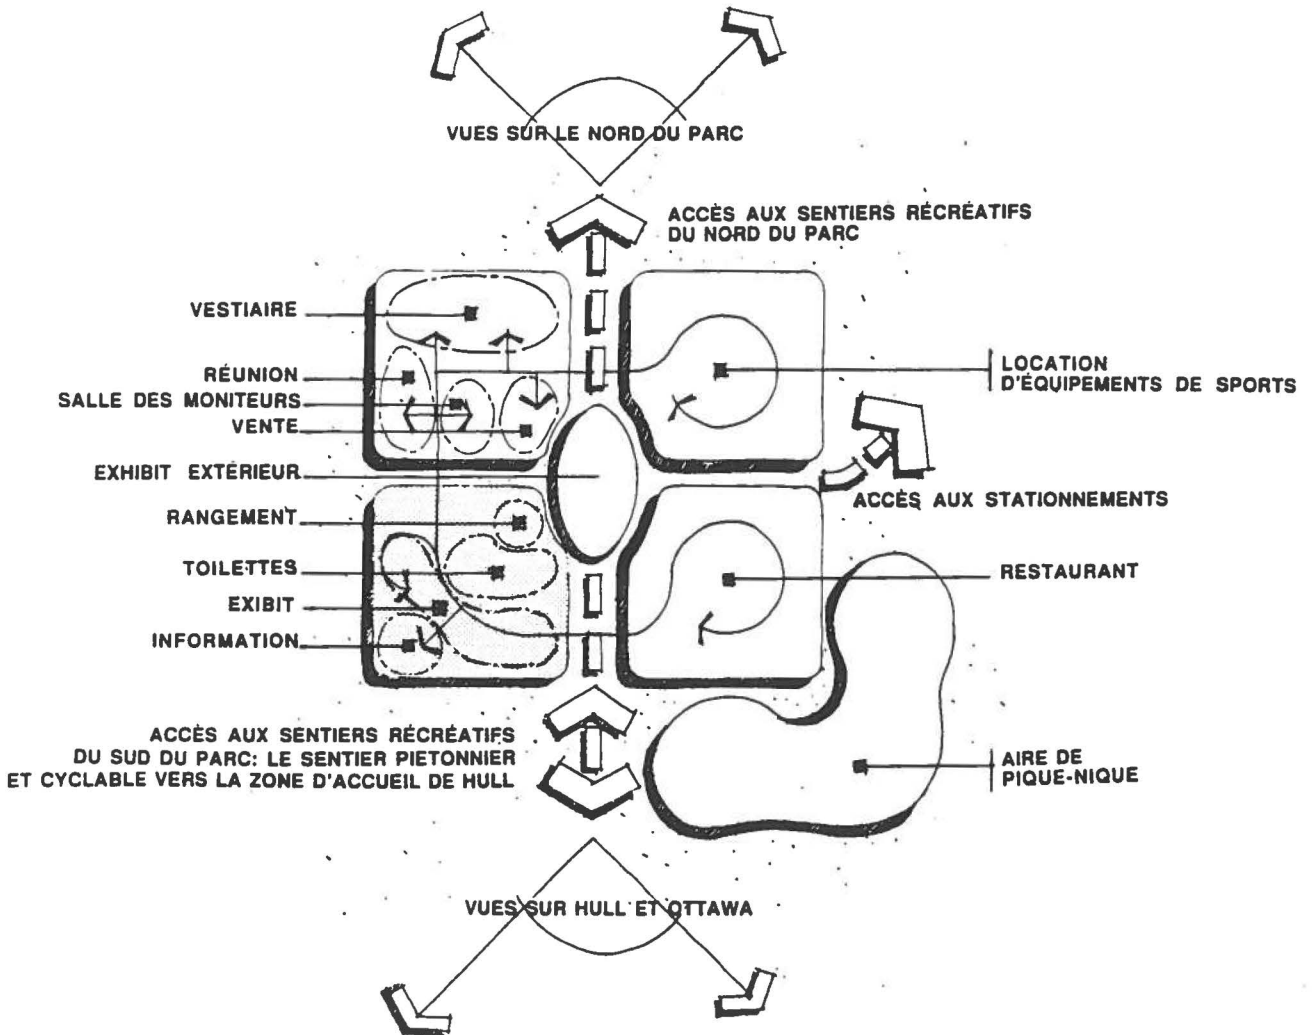 VUES SUR LE NORD DU PARC
ACCÈS AUX SENTIERS RÉCRÉATIFS
DU NORD DU PARC
VESTIAIRE
RÉUNION
SALLE DES MONITEURS
VENTE
EXHIBIT EXTÉRIEUR
RANGEMENT
TOILETTES
EXIBIT
INFORMATION
LOCATION
D'ÉQUIPEMENTS DE SPORTS
ACCÈS AUX STATIONNEMENTS
RESTAURANT
AIRE DE
PIQUE-NIQUE
ACCÈS AUX SENTIERS RÉCRÉATIFS
DU SUD DU PARC: LE SENTIER PIETONNIER
ET CYCLABLE VERS LA ZONE D'ACCUEIL DE HULL
VUES SUR HULL ET OTTAWA